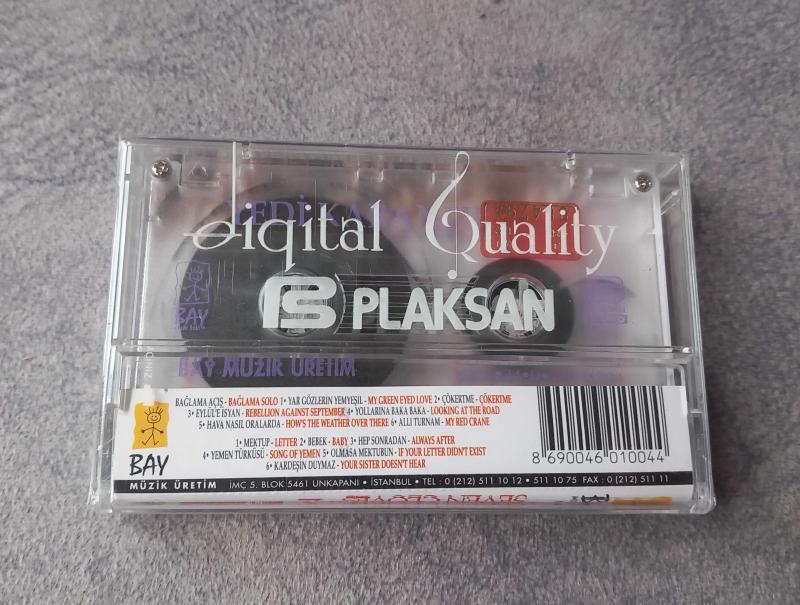 Digital Quality
PLAKSAN
BAY
BAY MÜZİK ÜRETİM
BAĞLAMA AÇIŞ - BAĞLAMA SOLO 1• YAR GÖZLERİN YEMYEŞİL - MY GREEN EYED LOVE 2• ÇÖKERTME - ÇÖKERTME
3• EYLÜL'E İSYAN - REBELLION AGAINST SEPTEMBER 4• YOLLARINA BAKA BAKA - LOOKING AT THE ROAD
5• HAVA NASIL ORALARDA - HOW'S THE WEATHER OVER THERE 6• ALLI TURNAM - MY RED CRANE
1• MEKTUP - LETTER 2• BEBEK - BABY 3• HEP SONRADAN - ALWAYS AFTER
4• YEMEN TÜRKÜSÜ - SONG OF YEMEN 5• OLMASA MEKTUBUN - IF YOUR LETTER DIDN'T EXIST
6• KARDEŞİN DUYMAZ - YOUR SISTER DOESN'T HEAR
8 690046 010044
BAY
MÜZİK ÜRETİM İMÇ 5. BLOK 5461 UNKAPANI • İSTANBUL • TEL : 0 (212) 511 10 12 • 511 10 75 FAX : 0 (212) 511 11